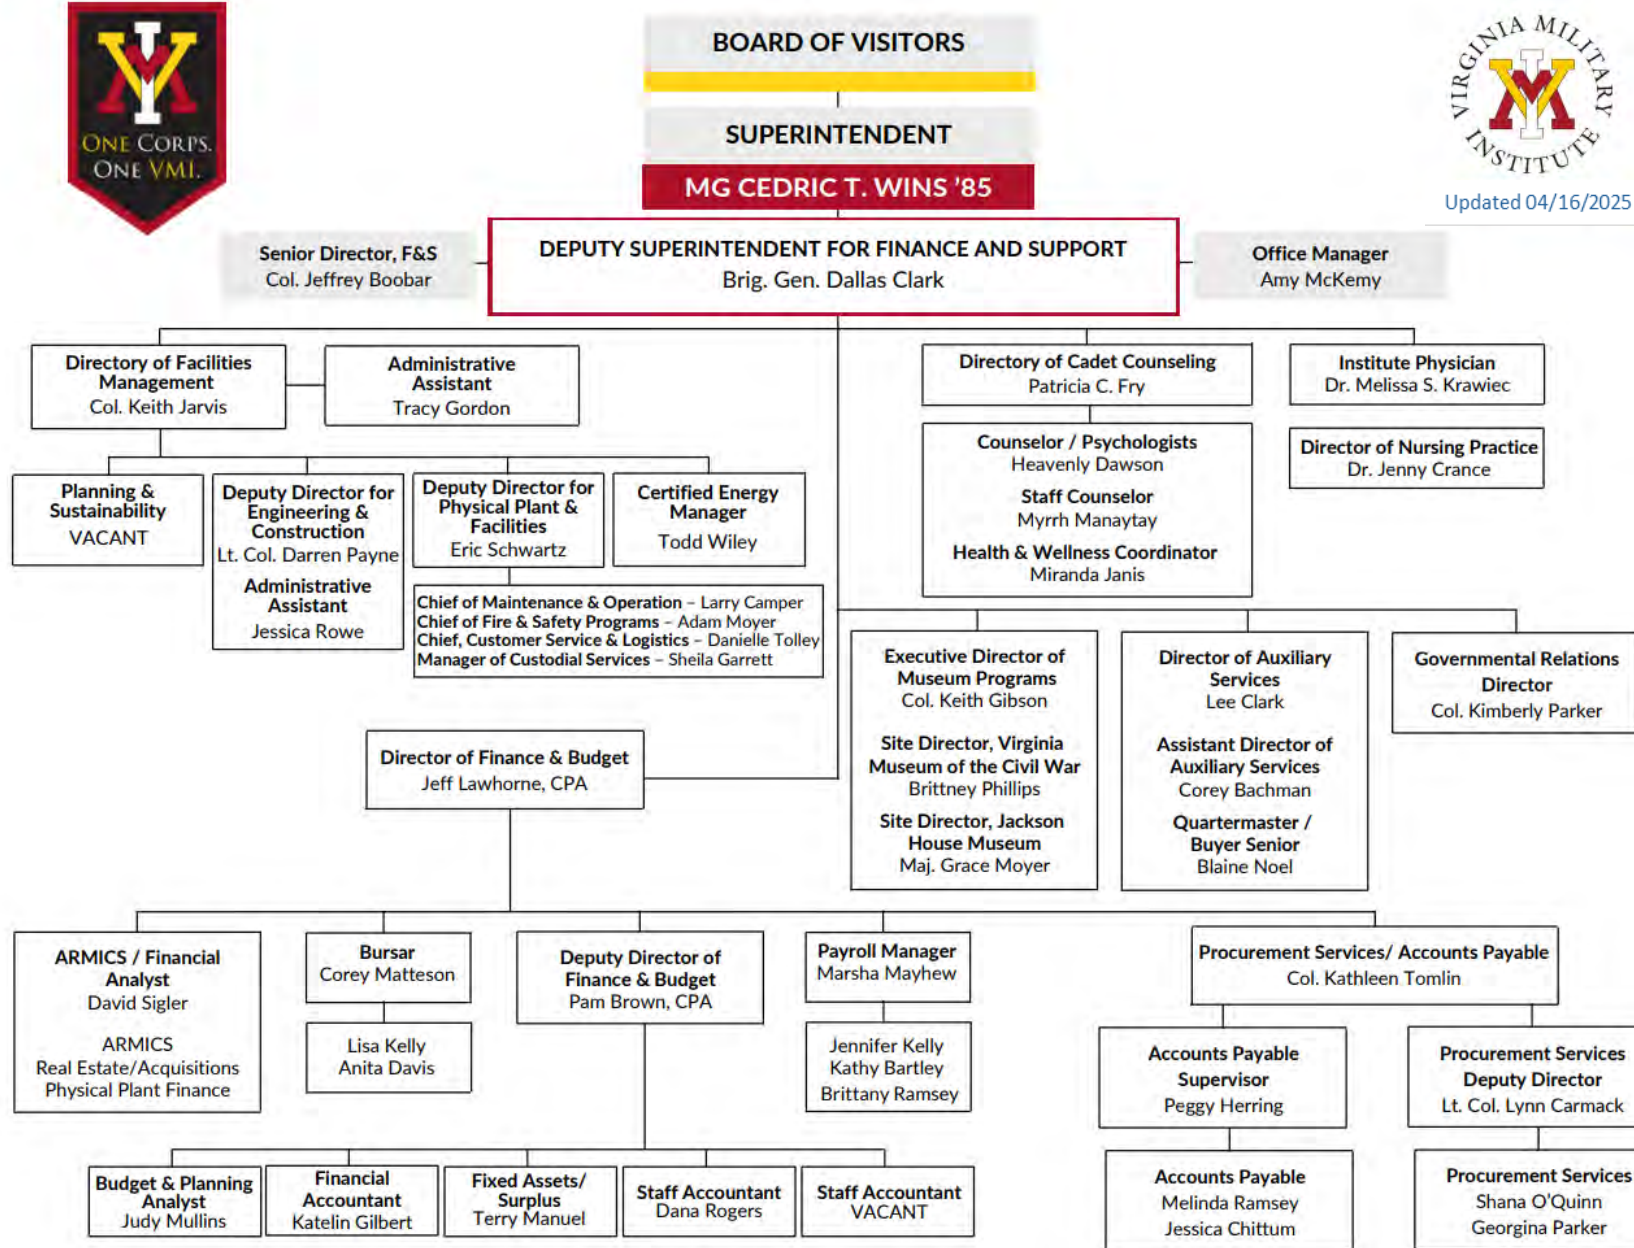 ONE CORPS.
ONE VMI.
BOARD OF VISITORS
SUPERINTENDENT
MG CEDRIC T. WINS '85
VIRGINIA MILITARY
INSTITUTE
Updated 04/16/2025
Senior Director, F&S
Col. Jeffrey Boobar
DEPUTY SUPERINTENDENT FOR FINANCE AND SUPPORT
Brig. Gen. Dallas Clark
Office Manager
Amy McKemy
Directory of Facilities
Management
Col. Keith Jarvis
Administrative
Assistant
Tracy Gordon
Directory of Cadet Counseling
Patricia C. Fry
Institute Physician
Dr. Melissa S. Krawiec
Counselor / Psychologists
Heavenly Dawson
Staff Counselor
Myrrh Manaytay
Health & Wellness Coordinator
Miranda Janis
Director of Nursing Practice
Dr. Jenny Crance
Planning &
Sustainability
VACANT
Deputy Director for
Engineering &
Construction
Lt. Col. Darren Payne
Administrative
Assistant
Jessica Rowe
Deputy Director for
Physical Plant &
Facilities
Eric Schwartz
Certified Energy
Manager
Todd Wiley
Chief of Maintenance & Operation – Larry Camper
Chief of Fire & Safety Programs – Adam Moyer
Chief, Customer Service & Logistics – Danielle Tolley
Manager of Custodial Services – Sheila Garrett
Executive Director of
Museum Programs
Col. Keith Gibson
Site Director, Virginia
Museum of the Civil War
Brittney Phillips
Site Director, Jackson
House Museum
Maj. Grace Moyer
Director of Auxiliary
Services
Lee Clark
Assistant Director of
Auxiliary Services
Corey Bachman
Quartermaster /
Buyer Senior
Blaine Noel
Governmental Relations
Director
Col. Kimberly Parker
Director of Finance & Budget
Jeff Lawhorne, CPA
ARMICS / Financial
Analyst
David Sigler
ARMICS
Real Estate/Acquisitions
Physical Plant Finance
Bursar
Corey Matteson
Lisa Kelly
Anita Davis
Deputy Director of
Finance & Budget
Pam Brown, CPA
Payroll Manager
Marsha Mayhew
Jennifer Kelly
Kathy Bartley
Brittany Ramsey
Procurement Services/ Accounts Payable
Col. Kathleen Tomlin
Accounts Payable
Supervisor
Peggy Herring
Procurement Services
Deputy Director
Lt. Col. Lynn Carmack
Budget & Planning
Analyst
Judy Mullins
Financial
Accountant
Katelin Gilbert
Fixed Assets/
Surplus
Terry Manuel
Staff Accountant
Dana Rogers
Staff Accountant
VACANT
Accounts Payable
Melinda Ramsey
Jessica Chittum
Procurement Services
Shana O'Quinn
Georgina Parker